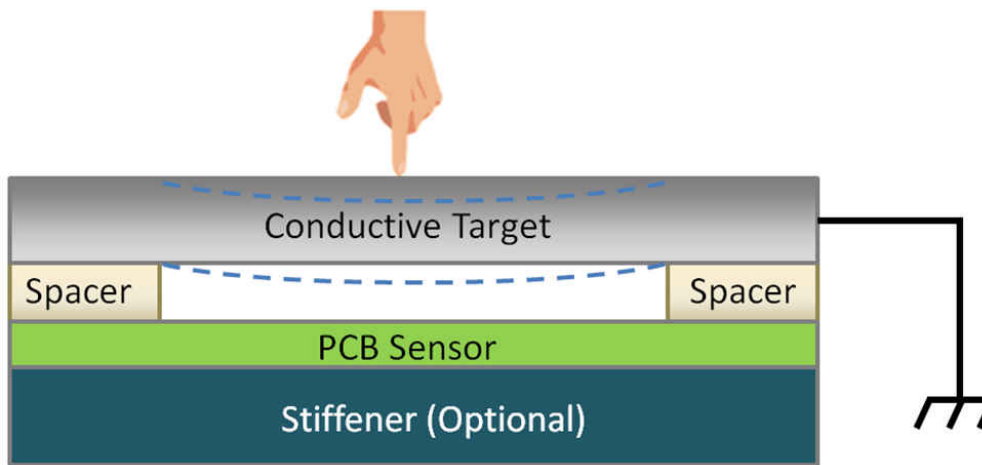 Conductive Target
Spacer
Spacer
PCB Sensor
Stiffener (Optional)